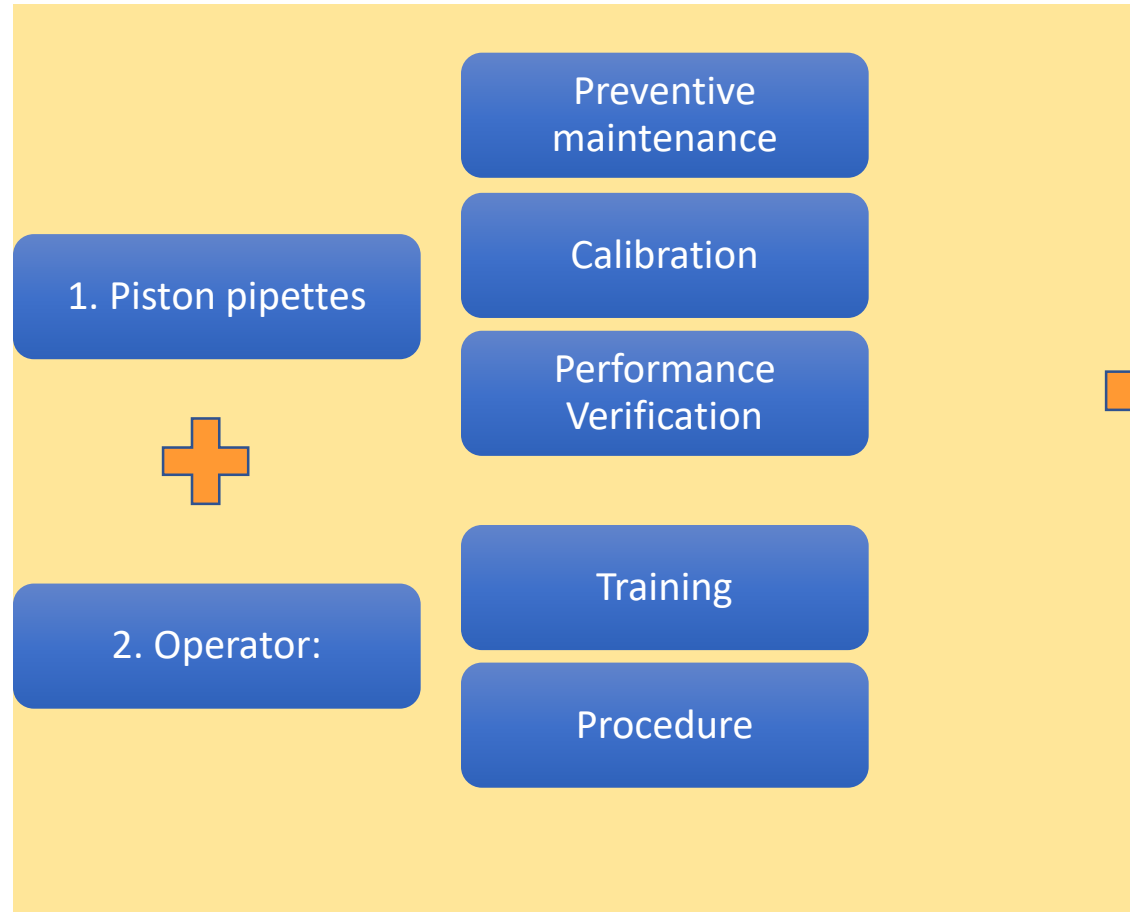 Preventive
maintenance
Calibration
1. Piston pipettes
Performance
Verification
Training
2. Operator:
Procedure